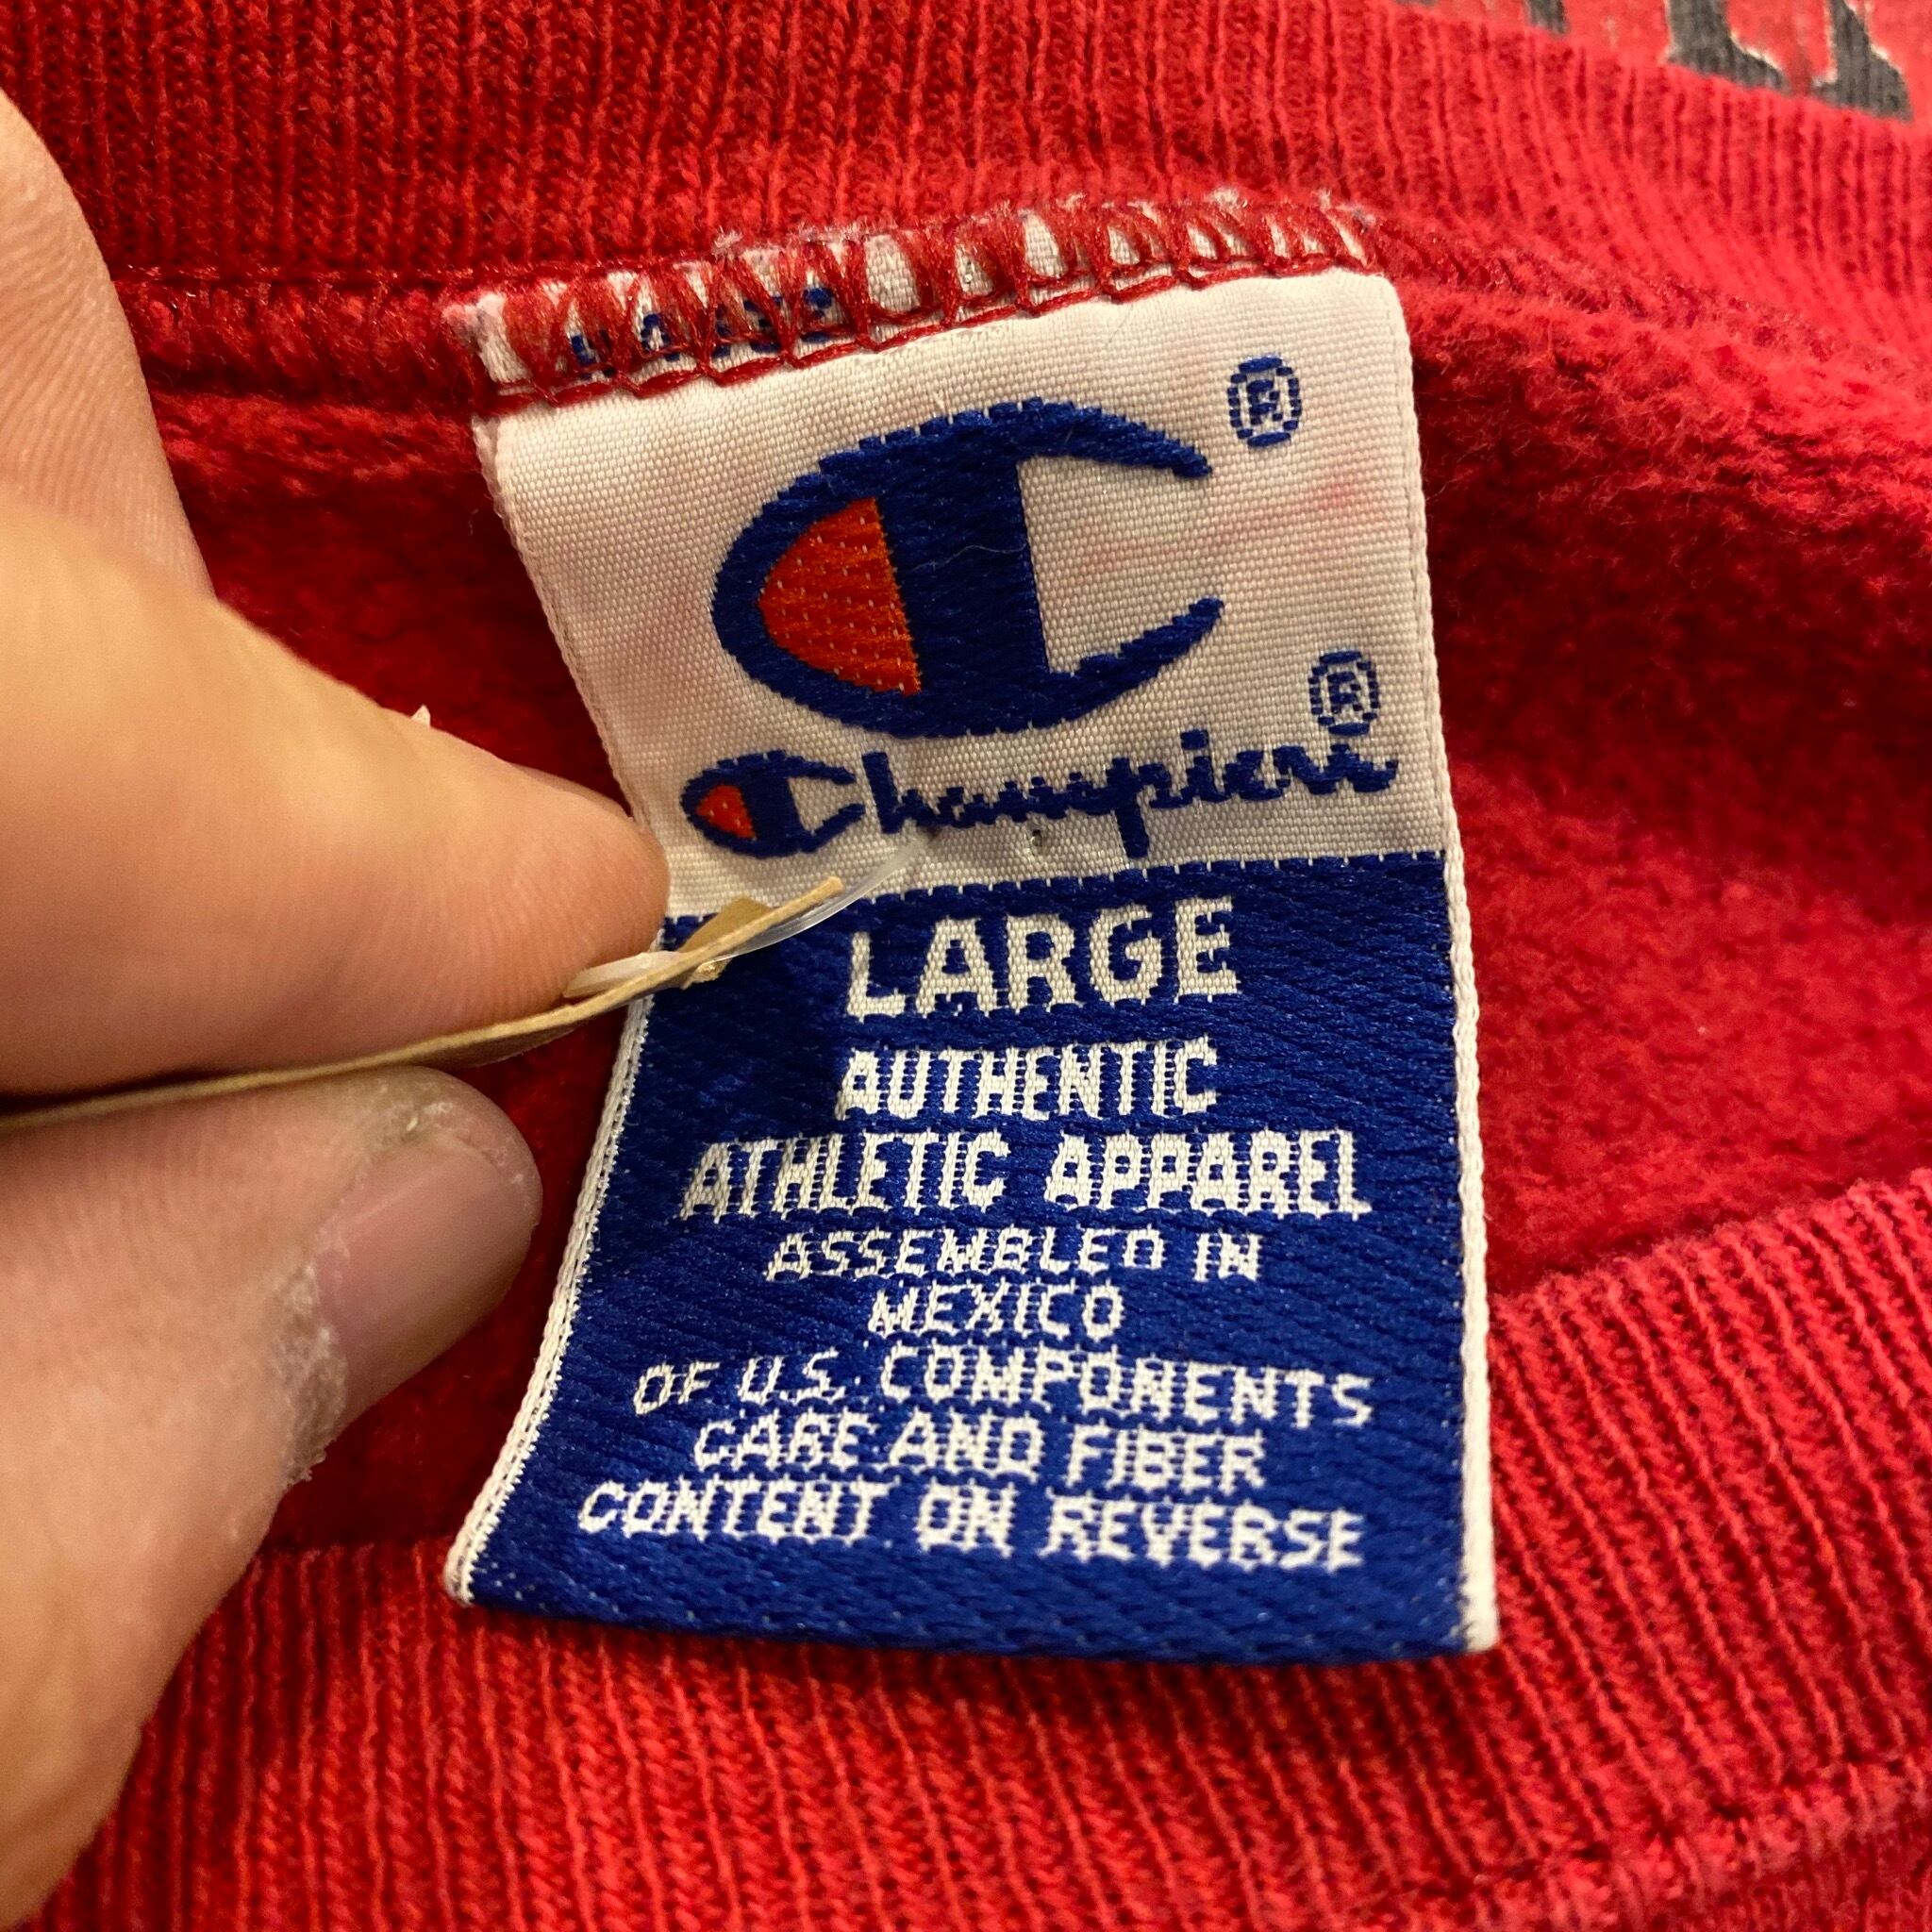 ®
Champion®
LARGE
AUTHENTIC
ATHLETIC APPAREL
ASSEMBLED IN
MEXICO
OF U.S. COMPONENTS
CARE AND FIBER
CONTENT ON REVERSE